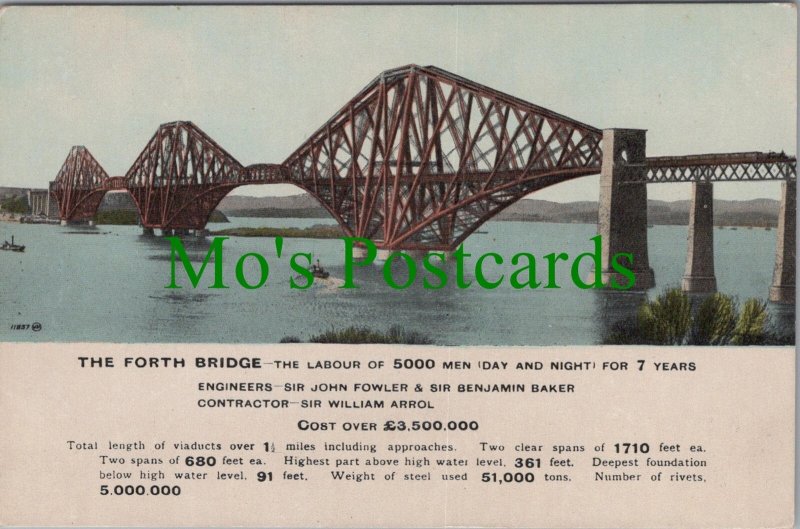 Mo's Postcards
11857 JV
THE FORTH BRIDGE—THE LABOUR OF 5000 MEN (DAY AND NIGHT) FOR 7 YEARS
ENGINEERS—SIR JOHN FOWLER & SIR BENJAMIN BAKER
CONTRACTOR—SIR WILLIAM ARROL
COST OVER £3,500,000
Total length of viaducts over 1½ miles including approaches. Two clear spans of 1710 feet ea.
Two spans of 680 feet ea. Highest part above high water level, 361 feet. Deepest foundation
below high water level, 91 feet. Weight of steel used 51,000 tons. Number of rivets,
5.000.000